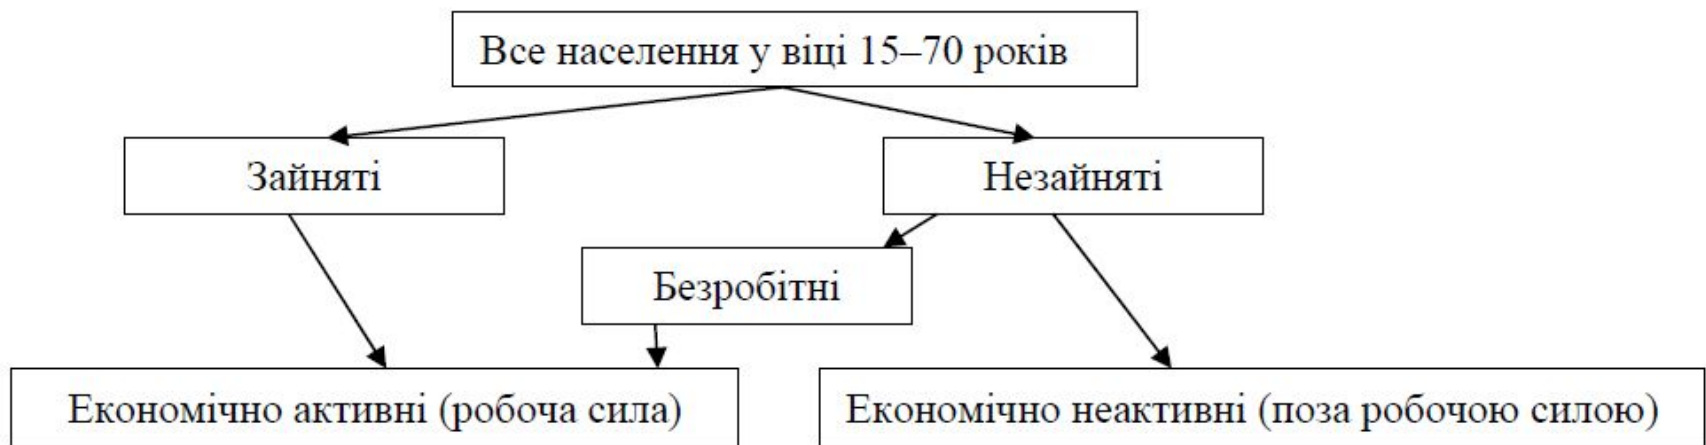 Все населення у віці 15–70 років
Зайняті
Незайняті
Безробітні
Економічно активні (робоча сила)
Економічно неактивні (поза робочою силою)